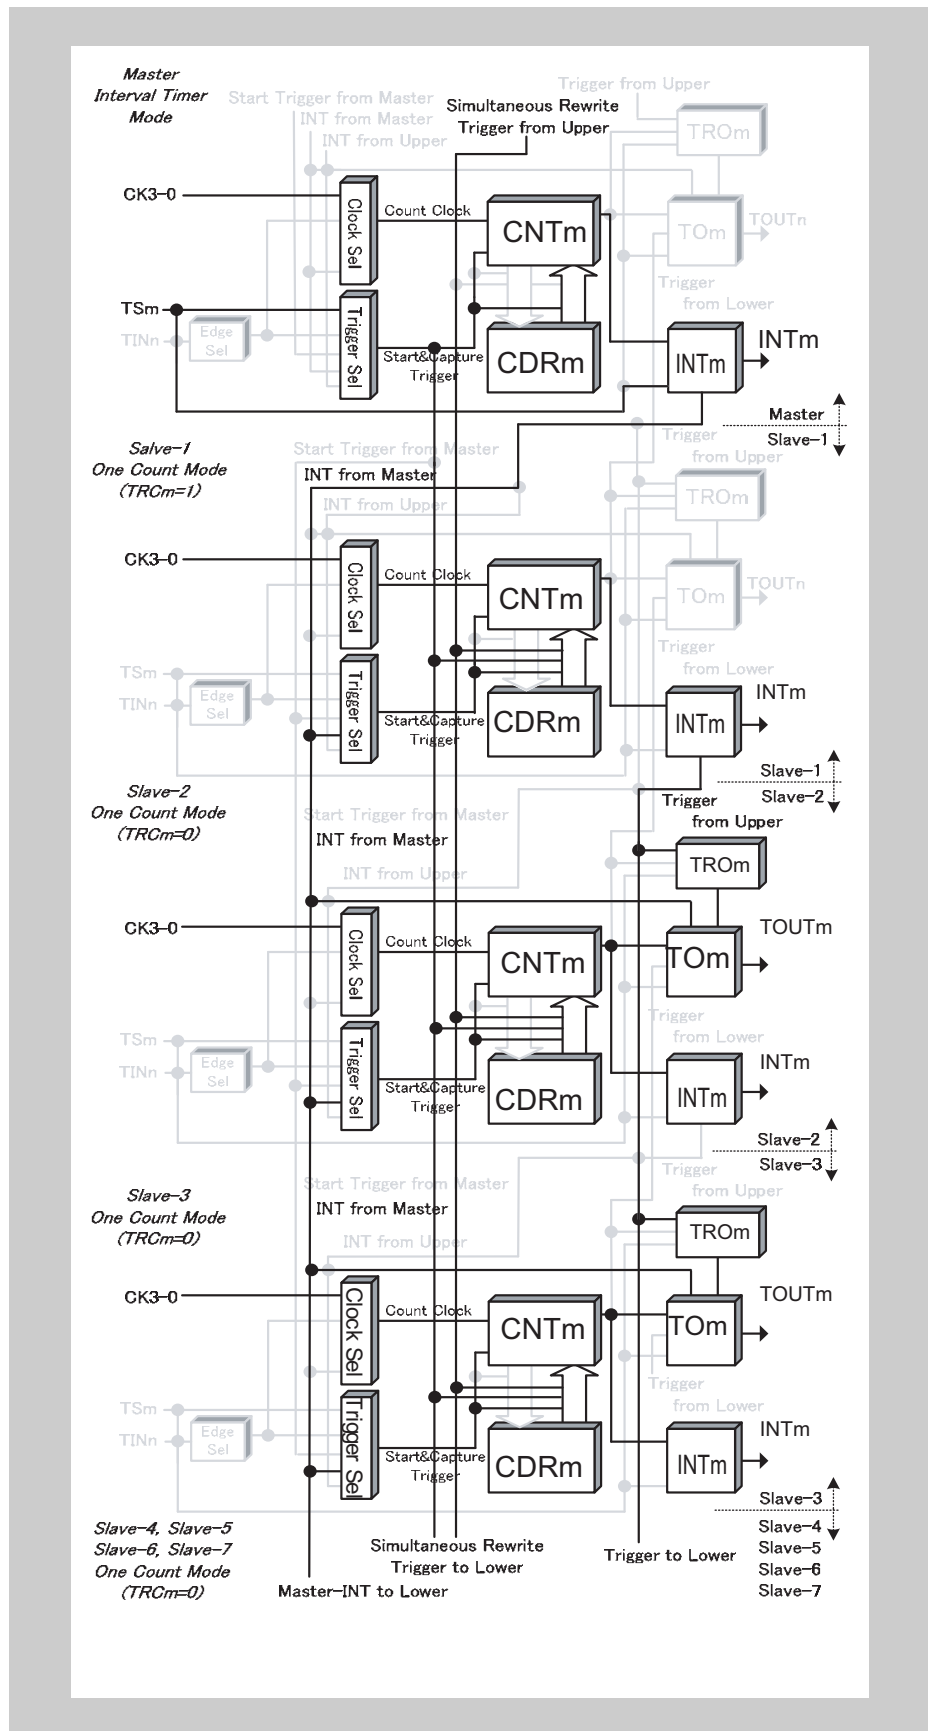 Master
Interval Timer
Mode
Start Trigger from Master
INT from Master
INT from Upper
Simultaneous Rewrite
Trigger from Upper
Trigger from Upper
TROm
CK3-0
Clock Sel
Count Clock
CNTm
TOm
TOUTn
Trigger
from Lower
TSm
TINn
Edge
Sel
Trigger Sel
Start&Capture
Trigger
CDRm
INTm
INTm
Master
Slave-1
Salve-1
One Count Mode
(TRCm=1)
Start Trigger from Master
INT from Master
INT from Upper
Trigger
from Upper
TROm
CK3-0
Clock Sel
Count Clock
CNTm
TOm
TOUTn
Trigger
from Lower
TSm
TINn
Edge
Sel
Trigger Sel
Start&Capture
Trigger
CDRm
INTm
INTm
Slave-1
Slave-2
Slave-2
One Count Mode
(TRCm=0)
Start Trigger from Master
INT from Master
INT from Upper
Trigger
from Upper
TROm
CK3-0
Clock Sel
Count Clock
CNTm
TOm
TOUTm
Trigger
from Lower
TSm
TINn
Edge
Sel
Trigger Sel
Start&Capture
Trigger
CDRm
INTm
INTm
Slave-2
Slave-3
Slave-3
One Count Mode
(TRCm=0)
Start Trigger from Master
INT from Master
INT from Upper
Trigger
from Upper
TROm
CK3-0
Clock Sel
Count Clock
CNTm
TOm
TOUTm
Trigger
from Lower
TSm
TINn
Edge
Sel
Trigger Sel
Start&Capture
Trigger
CDRm
INTm
INTm
Slave-3
Slave-4
Slave-5
Slave-6
Slave-7
Slave-4, Slave-5
Slave-6, Slave-7
One Count Mode
(TRCm=0)
Master-INT to Lower
Simultaneous Rewrite
Trigger to Lower
Trigger to Lower